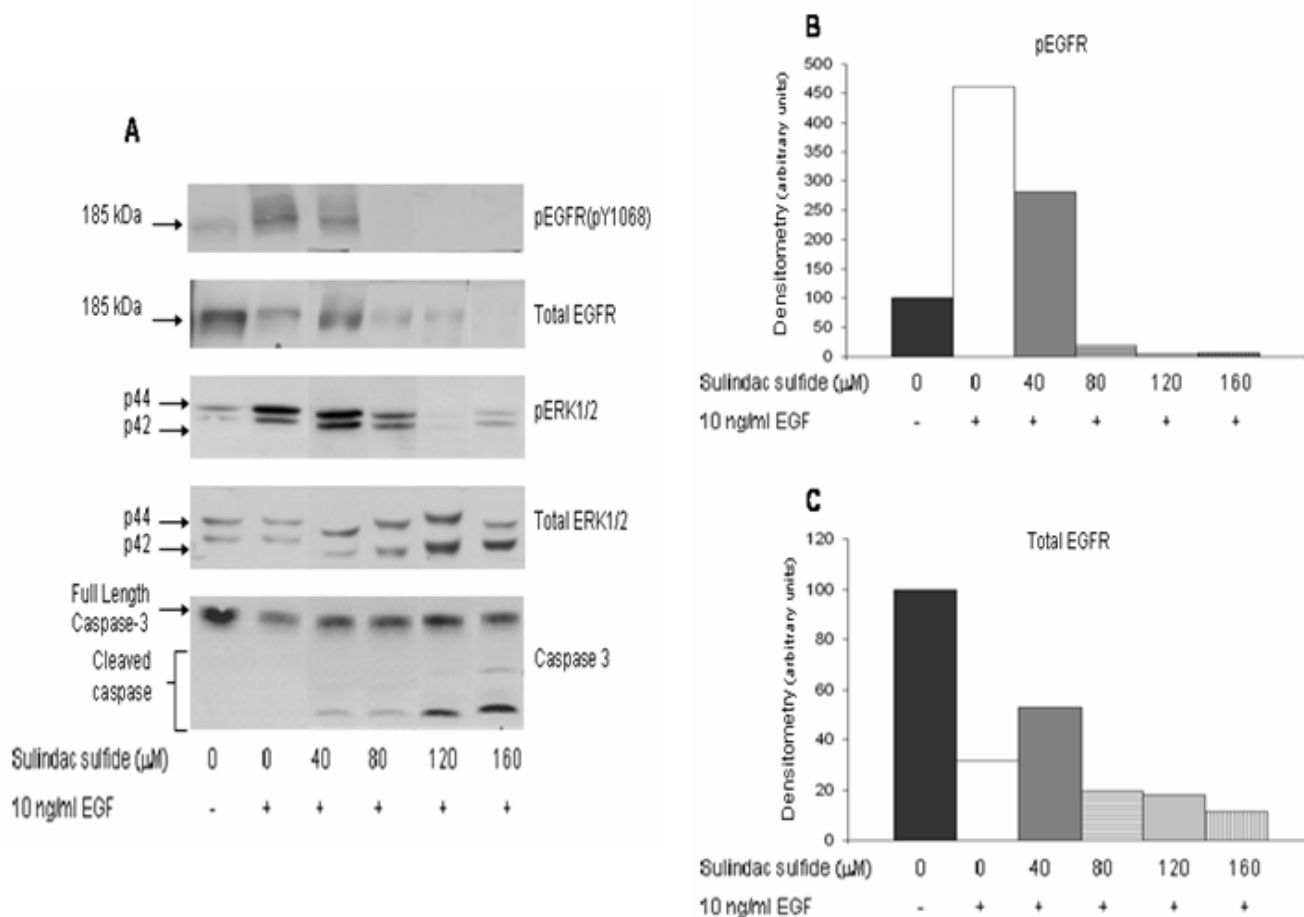 A
185 kDa
pEGFR(pY1068)
185 kDa
Total EGFR
p44
p42
pERK1/2
p44
p42
Total ERK1/2
Full Length
Caspase-3
Cleaved
caspase
Caspase 3
Sulindac sulfide (µM) 0 0 40 80 120 160
10 ng/ml EGF - + + + + +
B
pEGFR
Densitometry (arbitrary units)
500
450
400
350
300
250
200
150
100
50
0
Sulindac sulfide (µM) 0 0 40 80 120 160
10 ng/ml EGF - + + + + +
C
Total EGFR
Densitometry (arbitrary units)
120
100
80
60
40
20
0
Sulindac sulfide (µM) 0 0 40 80 120 160
10 ng/ml EGF - + + + + +